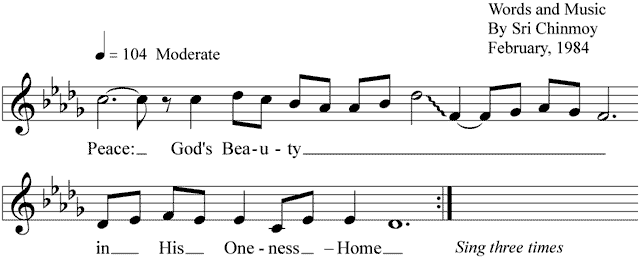 Words and Music
By Sri Chinmoy
February, 1984
= 104 Moderate
Peace: _ God's Bea - u - ty
in His One - ness – Home
Sing three times